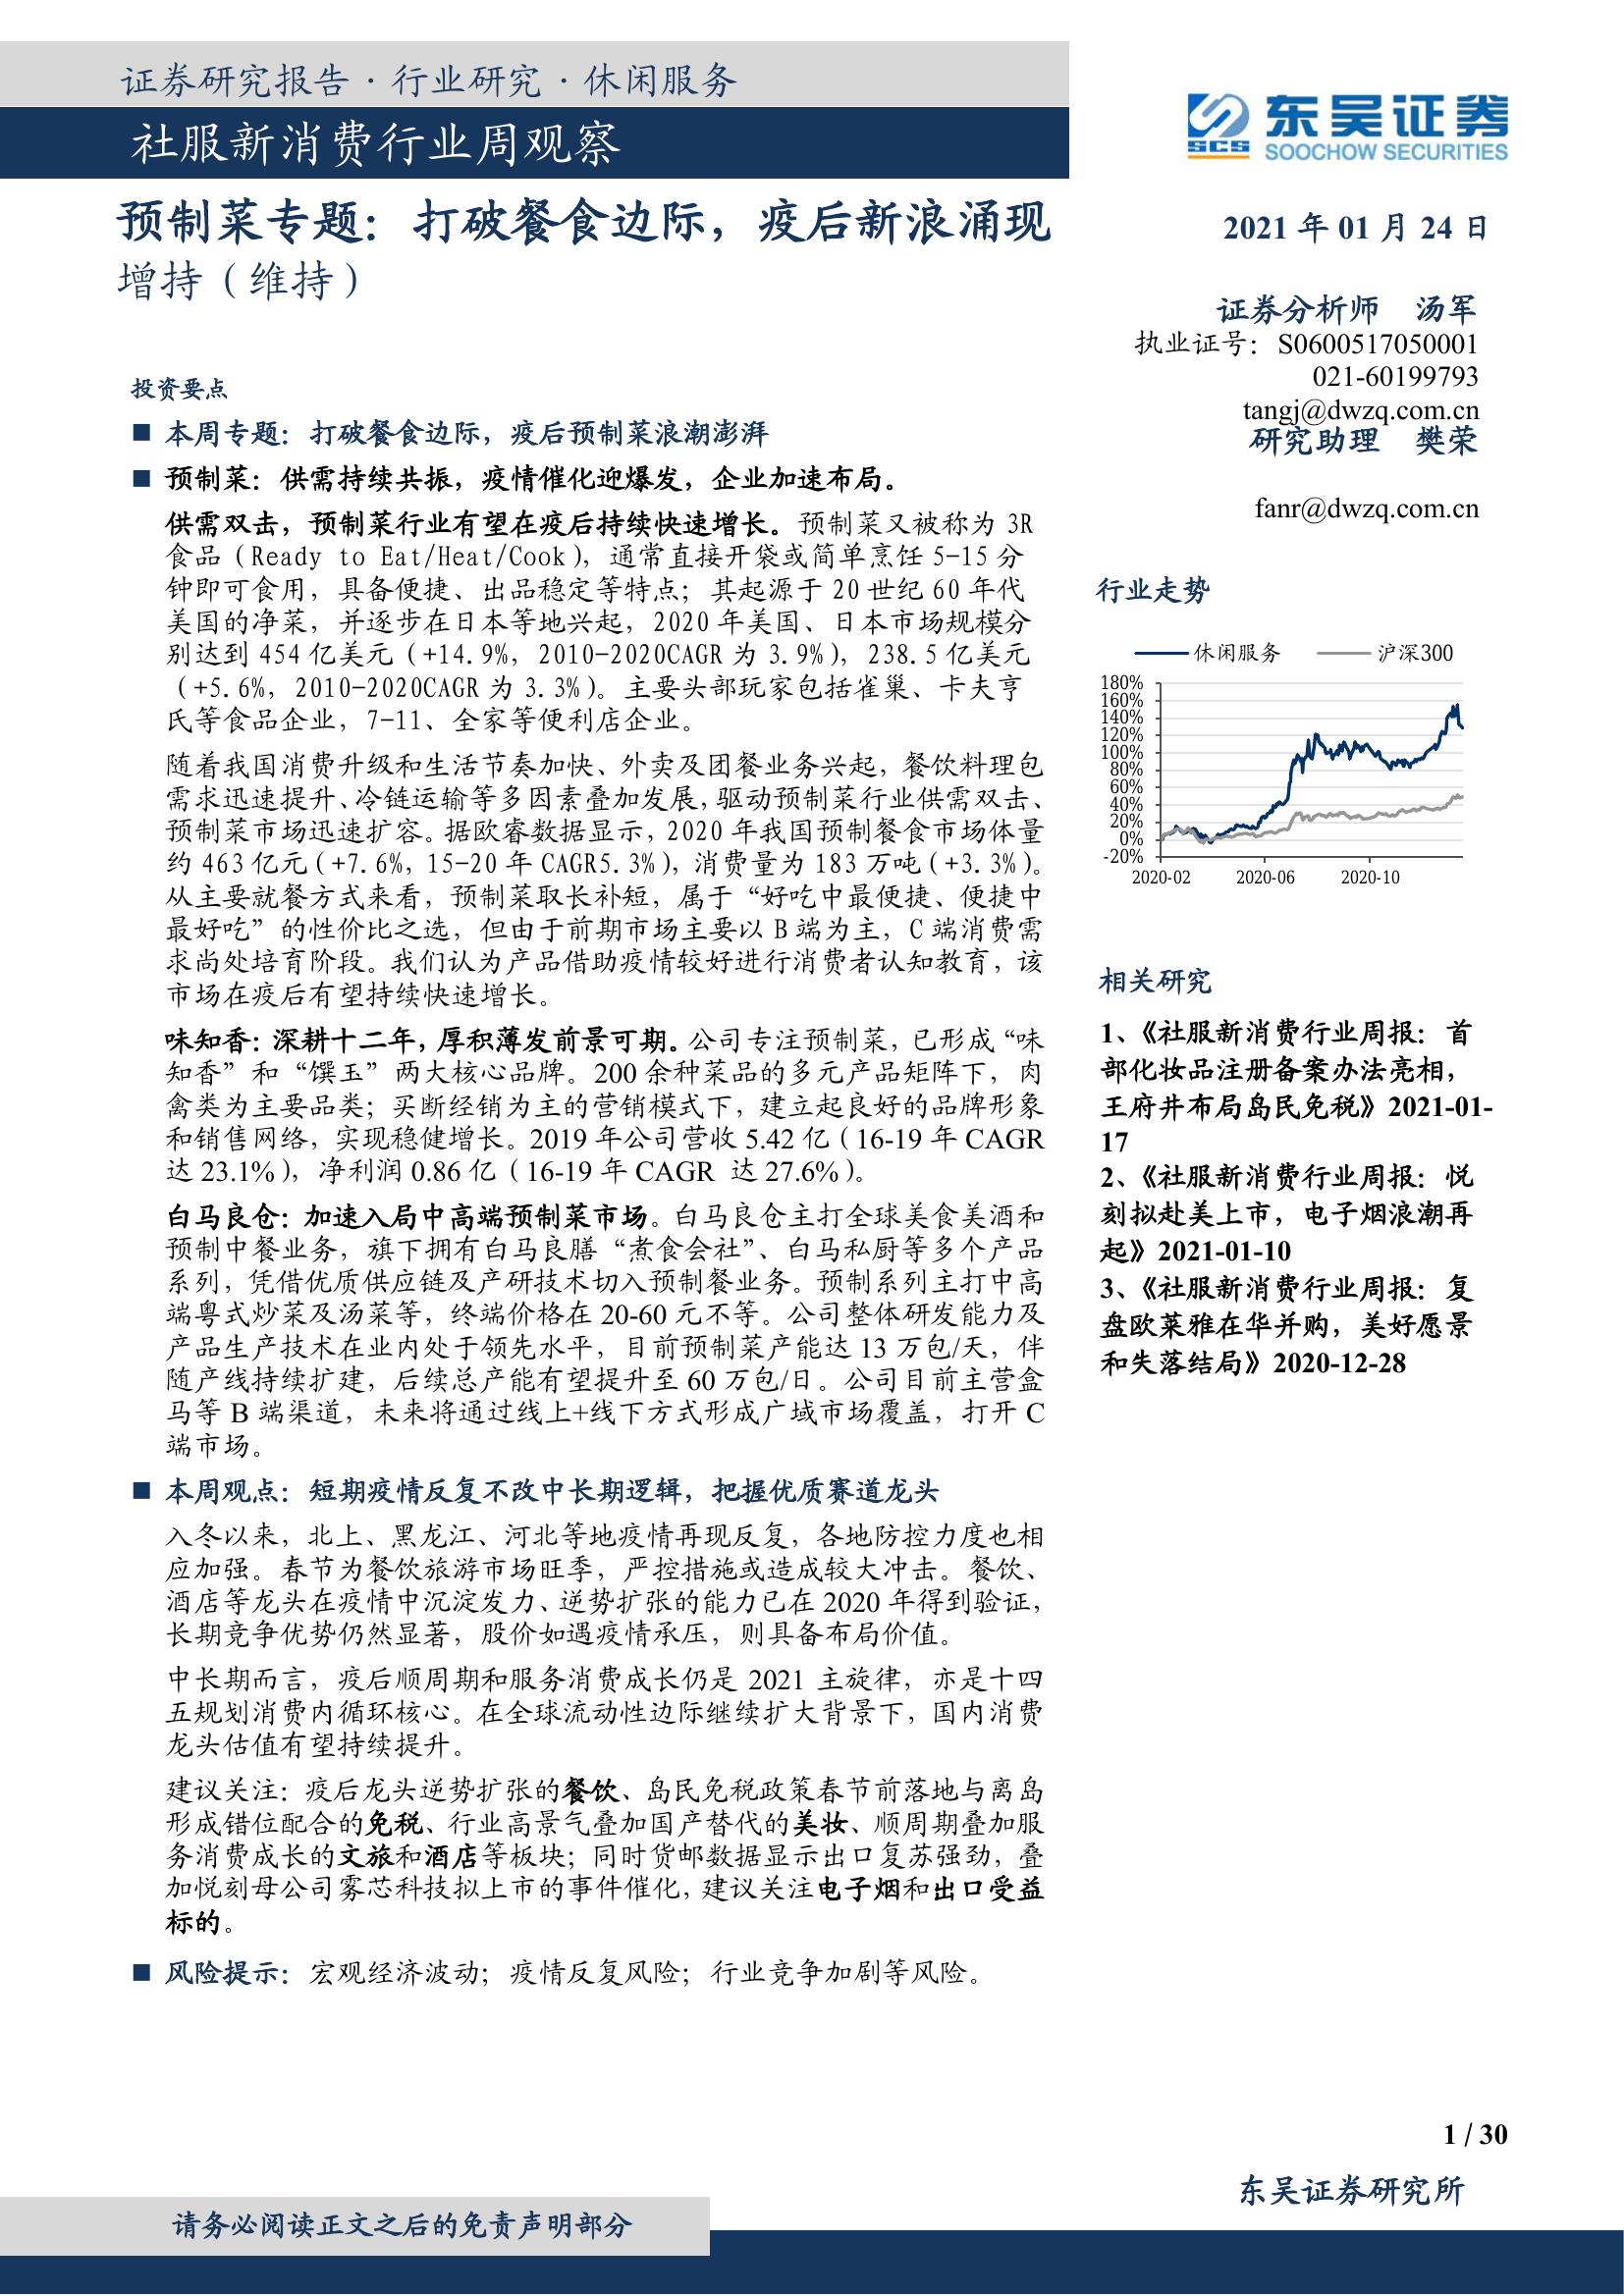 证券研究报告·行业研究·休闲服务
社服新消费行业周观察
东吴证券
SCS
SOOCHOW SECURITIES
预制菜专题：打破餐食边际，疫后新浪涌现
增持（维持）
2021 年 01 月 24 日
证券分析师 汤军
执业证号：S0600517050001
021-60199793
tangj@dwzq.com.cn
研究助理 樊荣
fanr@dwzq.com.cn
投资要点
■ 本周专题：打破餐食边际，疫后预制菜浪潮澎湃
■ 预制菜：供需持续共振，疫情催化迎爆发，企业加速布局。
供需双击，预制菜行业有望在疫后持续快速增长。预制菜又被称为 3R
食品（Ready to Eat/Heat/Cook），通常直接开袋或简单烹饪 5-15 分
钟即可食用，具备便捷、出品稳定等特点；其起源于 20 世纪 60 年代
美国的净菜，并逐步在日本等地兴起，2020 年美国、日本市场规模分
别达到 454 亿美元（+14.9%，2010-2020CAGR 为 3.9%），238.5 亿美元
（+5.6%，2010-2020CAGR 为 3.3%）。主要头部玩家包括雀巢、卡夫亨
氏等食品企业，7-11、全家等便利店企业。
随着我国消费升级和生活节奏加快、外卖及团餐业务兴起，餐饮料理包
需求迅速提升、冷链运输等多因素叠加发展，驱动预制菜行业供需双击、
预制菜市场迅速扩容。据欧睿数据显示，2020 年我国预制餐食市场体量
约 463 亿元（+7.6%，15-20 年 CAGR5.3%），消费量为 183 万吨（+3.3%）。
从主要就餐方式来看，预制菜取长补短，属于“好吃中最便捷、便捷中
最好吃”的性价比之选，但由于前期市场主要以 B 端为主，C 端消费需
求尚处培育阶段。我们认为产品借助疫情较好进行消费者认知教育，该
市场在疫后有望持续快速增长。
味知香：深耕十二年，厚积薄发前景可期。公司专注预制菜，已形成“味
知香”和“馔玉”两大核心品牌。200 余种菜品的多元产品矩阵下，肉
禽类为主要品类；买断经销为主的营销模式下，建立起良好的品牌形象
和销售网络，实现稳健增长。2019 年公司营收 5.42 亿（16-19 年 CAGR
达 23.1%），净利润 0.86 亿（16-19 年 CAGR 达 27.6%）。
白马良仓：加速入局中高端预制菜市场。白马良仓主打全球美食美酒和
预制中餐业务，旗下拥有白马良膳“煮食会社”、白马私厨等多个产品
系列，凭借优质供应链及产研技术切入预制餐业务。预制系列主打中高
端粤式炒菜及汤菜等，终端价格在 20-60 元不等。公司整体研发能力及
产品生产技术在业内处于领先水平，目前预制菜产能达 13 万包/天，伴
随产线持续扩建，后续总产能有望提升至 60 万包/日。公司目前主营盒
马等 B 端渠道，未来将通过线上+线下方式形成广域市场覆盖，打开 C
端市场。
■ 本周观点：短期疫情反复不改中长期逻辑，把握优质赛道龙头
入冬以来，北上、黑龙江、河北等地疫情再现反复，各地防控力度也相
应加强。春节为餐饮旅游市场旺季，严控措施或造成较大冲击。餐饮、
酒店等龙头在疫情中沉淀发力、逆势扩张的能力已在 2020 年得到验证，
长期竞争优势仍然显著，股价如遇疫情承压，则具备布局价值。
中长期而言，疫后顺周期和服务消费成长仍是 2021 主旋律，亦是十四
五规划消费内循环核心。在全球流动性边际继续扩大背景下，国内消费
龙头估值有望持续提升。
建议关注：疫后龙头逆势扩张的餐饮、岛民免税政策春节前落地与离岛
形成错位配合的免税、行业高景气叠加国产替代的美妆、顺周期叠加服
务消费成长的文旅和酒店等板块；同时货邮数据显示出口复苏强劲，叠
加悦刻母公司雾芯科技拟上市的事件催化，建议关注电子烟和出口受益
标的。
■ 风险提示：宏观经济波动；疫情反复风险；行业竞争加剧等风险。
行业走势
休闲服务 沪深300
180%
160%
140%
120%
100%
80%
60%
40%
20%
0%
-20%
2020-02 2020-06 2020-10
相关研究
1、《社服新消费行业周报：首
部化妆品注册备案办法亮相，
王府井布局岛民免税》2021-01-
17
2、《社服新消费行业周报：悦
刻拟赴美上市，电子烟浪潮再
起》2021-01-10
3、《社服新消费行业周报：复
盘欧莱雅在华并购，美好愿景
和失落结局》2020-12-28
1 / 30
东吴证券研究所
请务必阅读正文之后的免责声明部分